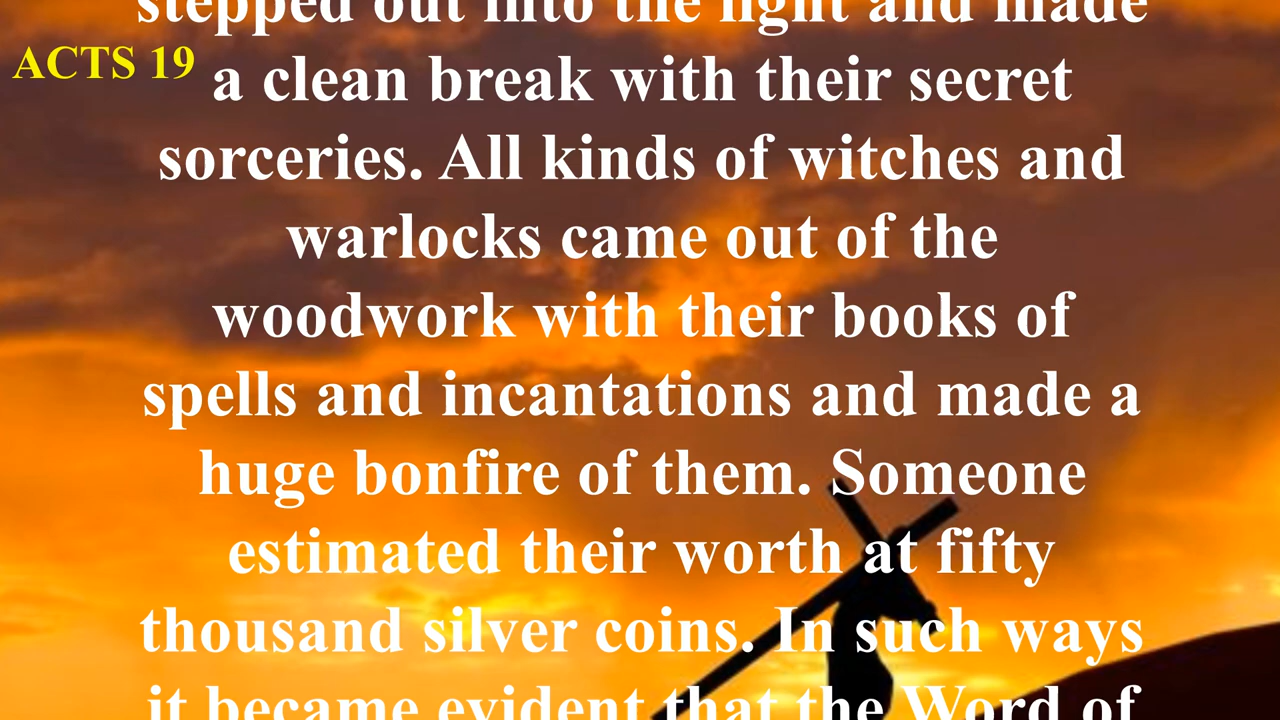 stepped out into the light and made
ACTS 19
a clean break with their secret
sorceries. All kinds of witches and
warlocks came out of the
woodwork with their books of
spells and incantations and made a
huge bonfire of them. Someone
estimated their worth at fifty
thousand silver coins. In such ways
it became evident that the Word of